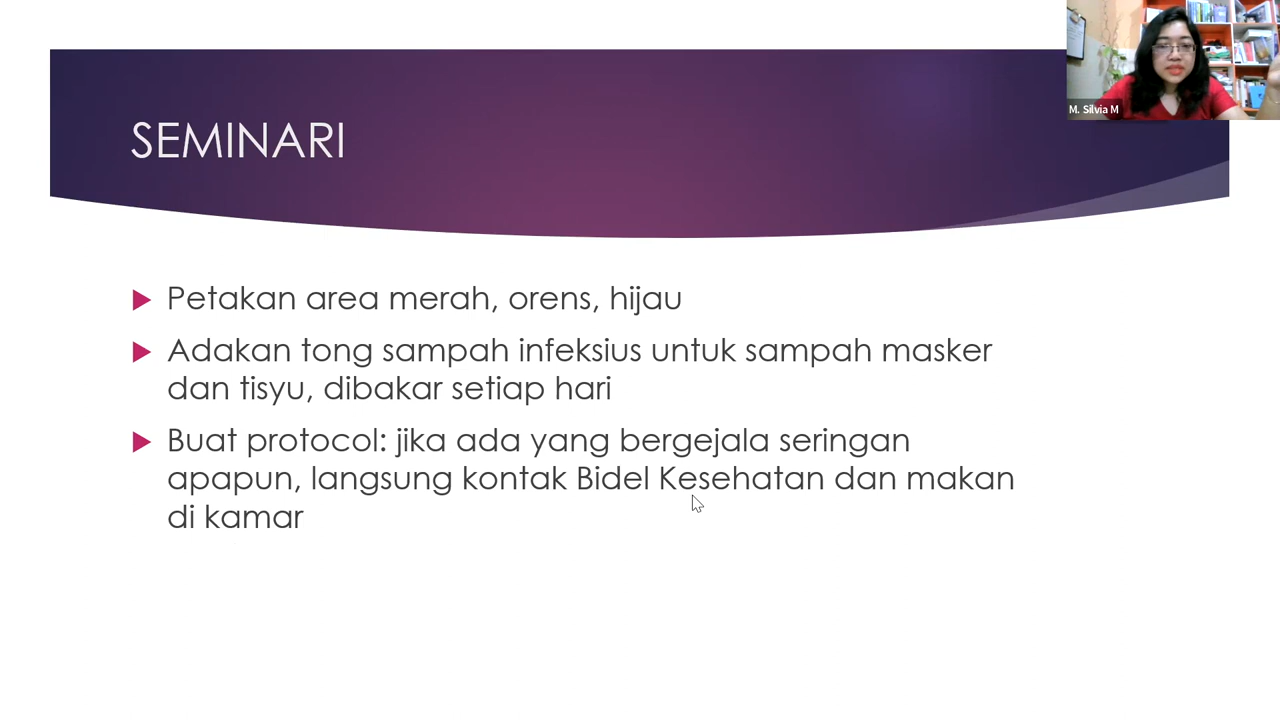 M. Silvia M
SEMINARI
Petakan area merah, orens, hijau
Adakan tong sampah infeksius untuk sampah masker
dan tisyu, dibakar setiap hari
Buat protocol: jika ada yang bergejala seringan
apapun, langsung kontak Bidel Kesehatan dan makan
di kamar